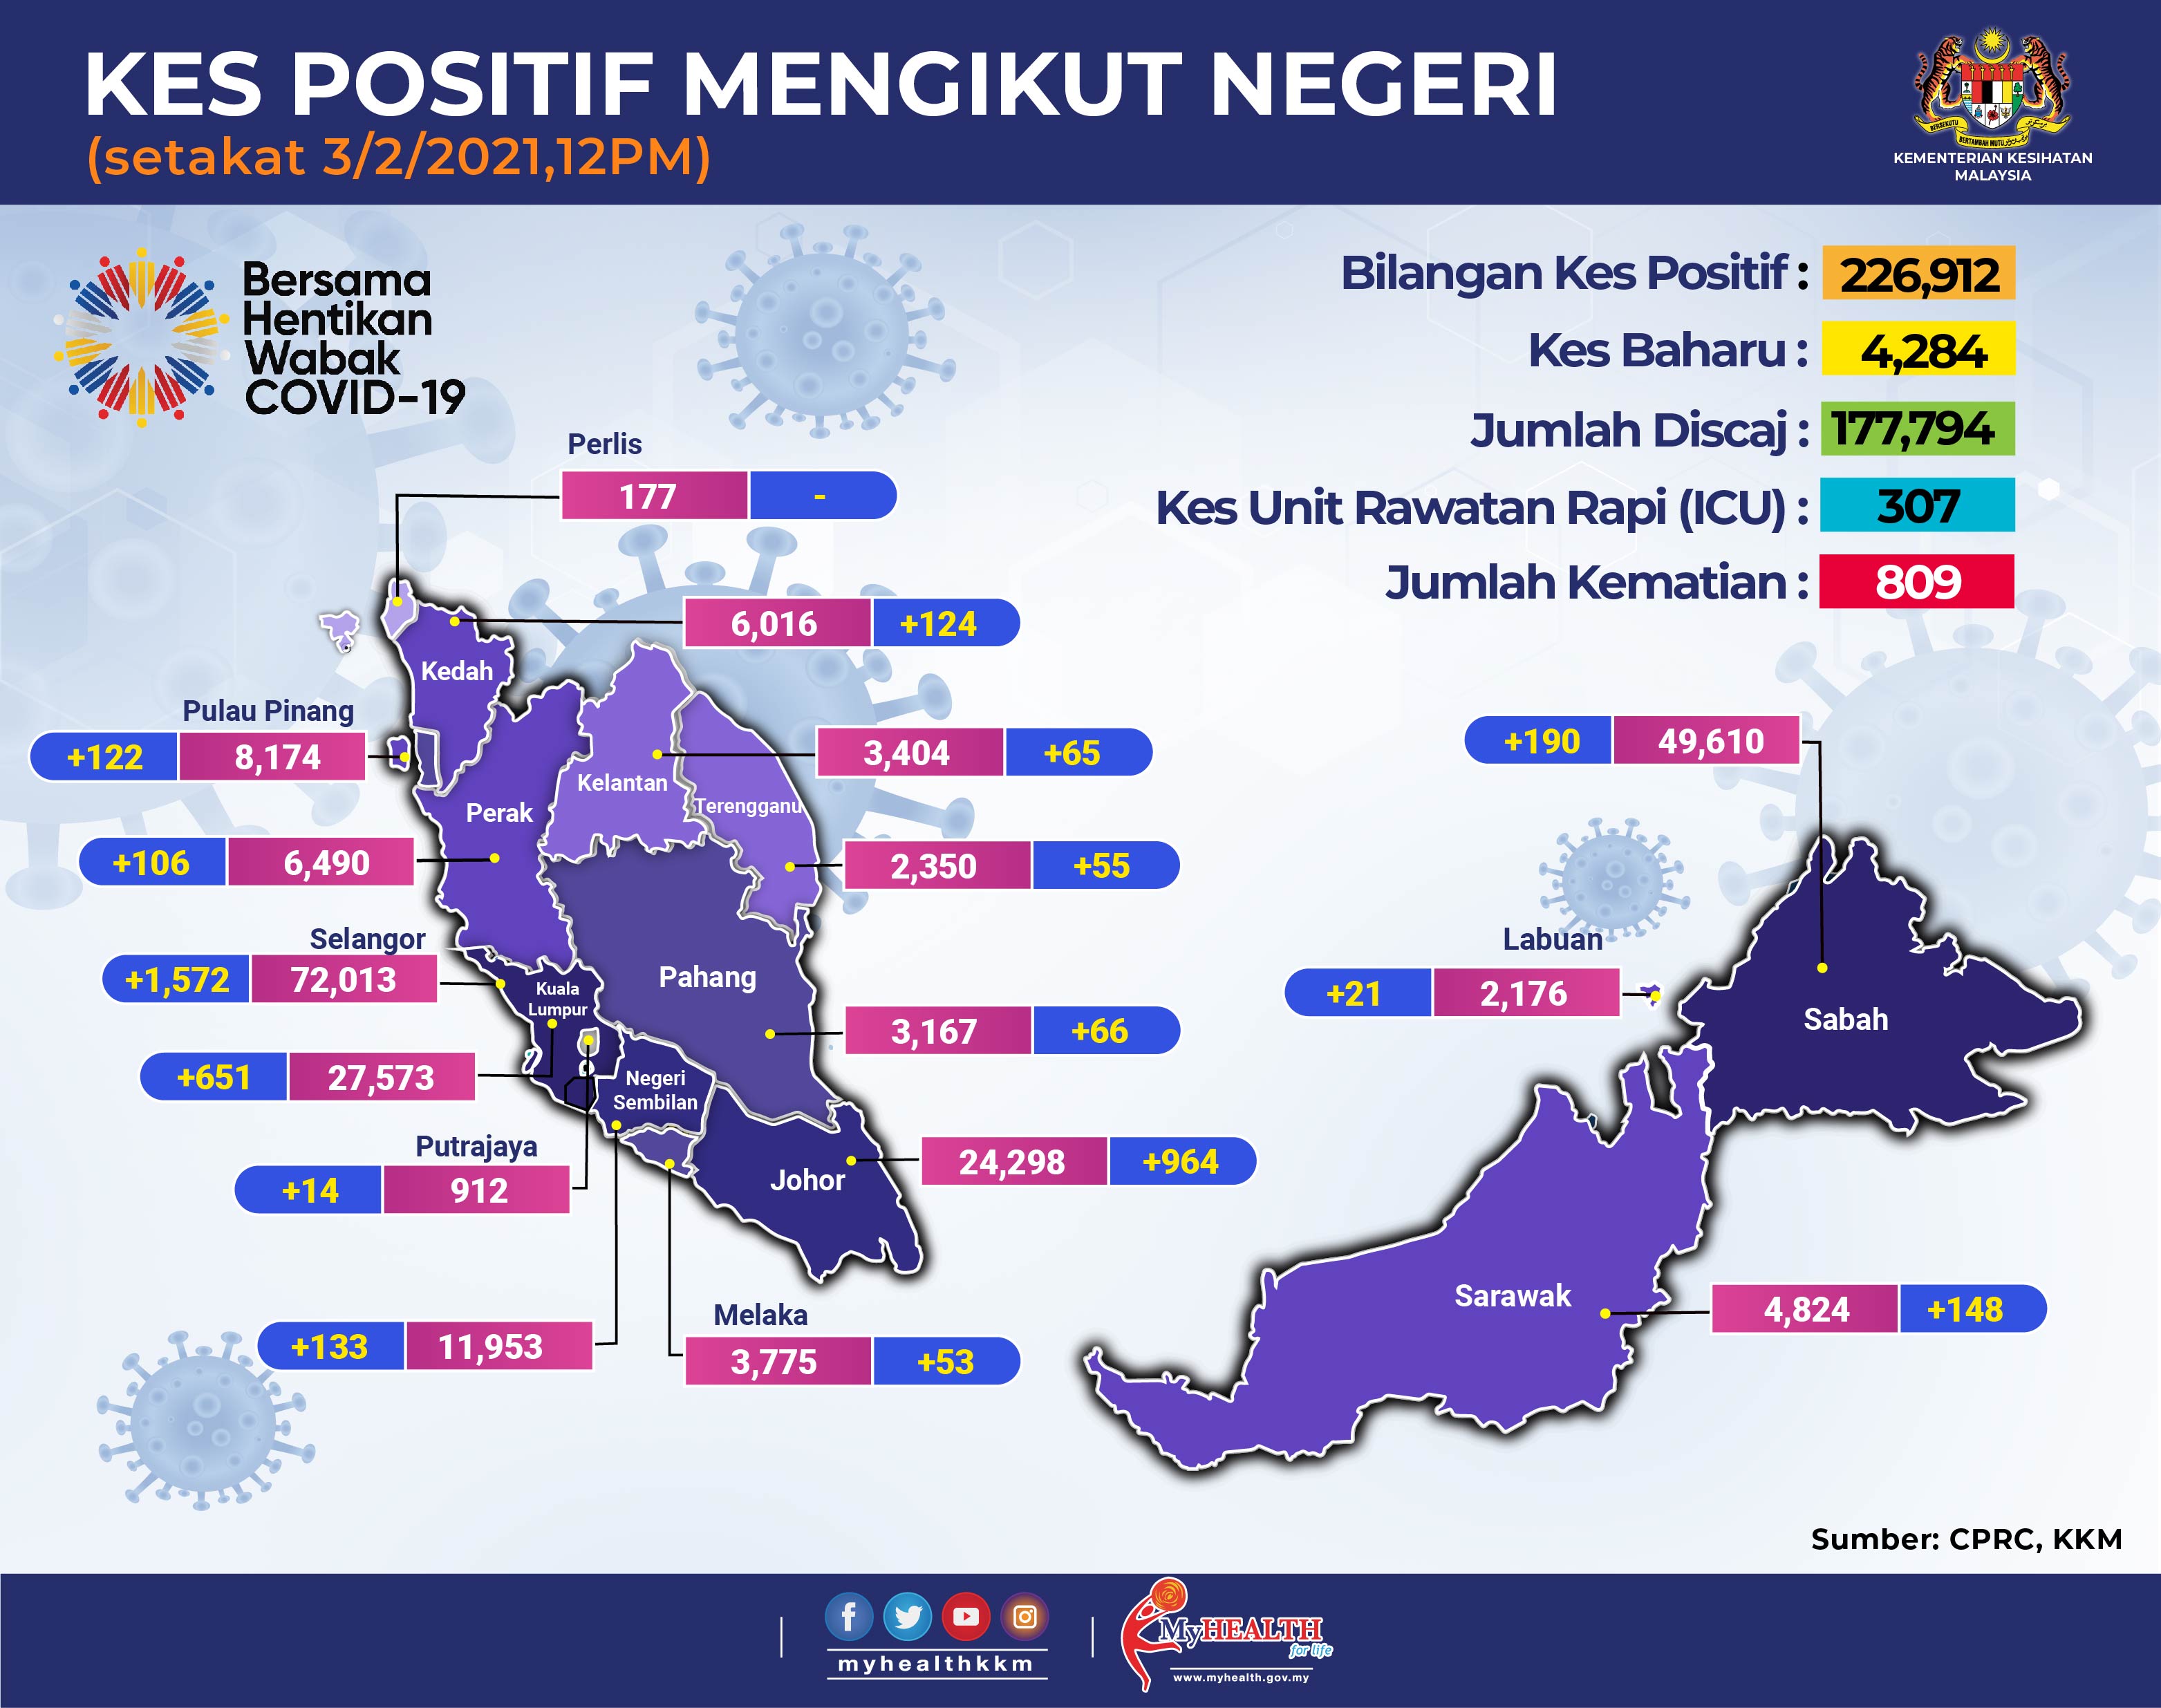 KES POSITIF MENGIKUT NEGERI
(setakat 3/2/2021,12PM)
BERSEKUTU
BERTAMBAH MUTU
KEMENTERIAN KESIHATAN
MALAYSIA
Bersama
Hentikan
Wabak
COVID-19
Bilangan Kes Positif : 226,912
Kes Baharu : 4,284
Jumlah Discaj : 177,794
Kes Unit Rawatan Rapi (ICU) : 307
Jumlah Kematian : 809
Perlis
177 -
6,016 +124
Kedah
Pulau Pinang
+122 8,174
3,404 +65
Kelantan
Terengganu
Perak
+106 6,490
2,350 +55
Selangor
+1,572 72,013
Kuala
Lumpur
Pahang
3,167 +66
+651 27,573
Negeri
Sembilan
Putrajaya
+14 912
24,298 +964
Johor
+133 11,953
Melaka
3,775 +53
+190 49,610
Labuan
+21 2,176
Sabah
Sarawak
4,824 +148
Sumber: CPRC, KKM
myhealthkkm
MyHEALTH
for life
www.myhealth.gov.my